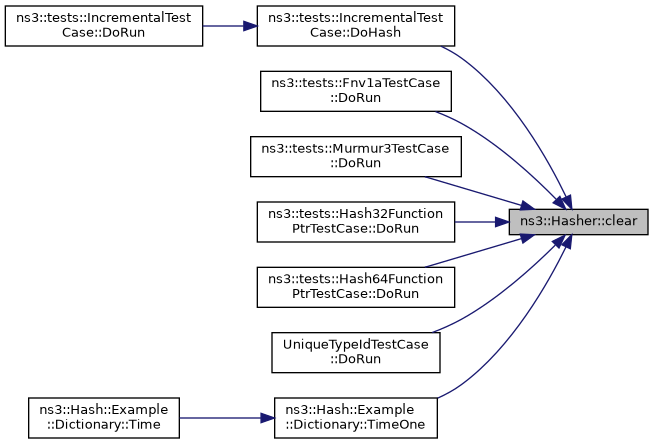 ns3::tests::IncrementalTest
Case::DoRun
ns3::tests::IncrementalTest
Case::DoHash
ns3::tests::Fnv1aTestCase
::DoRun
ns3::tests::Murmur3TestCase
::DoRun
ns3::Hasher::clear
ns3::tests::Hash32Function
PtrTestCase::DoRun
ns3::tests::Hash64Function
PtrTestCase::DoRun
UniqueTypeIdTestCase
::DoRun
ns3::Hash::Example
::Dictionary::Time
ns3::Hash::Example
::Dictionary::TimeOne